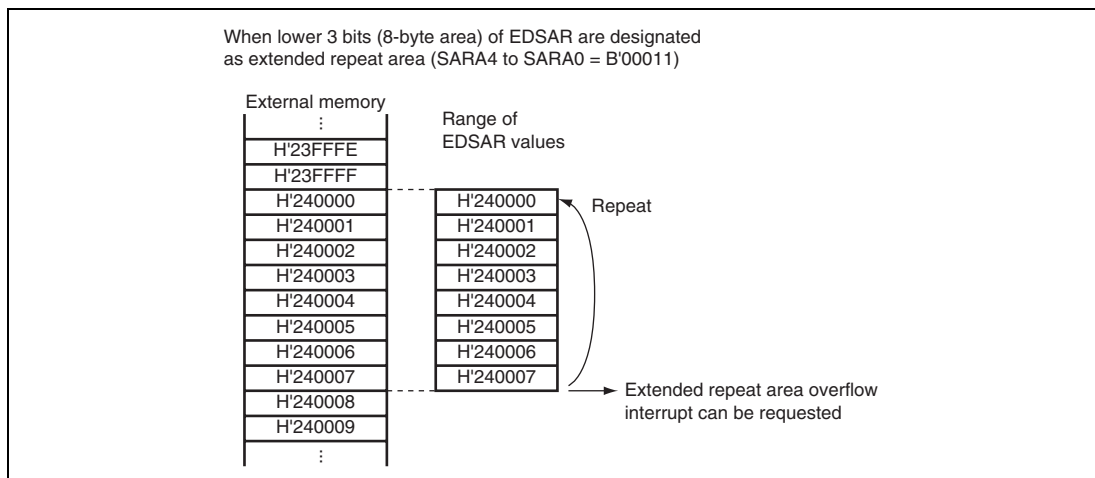 When lower 3 bits (8-byte area) of EDSAR are designated
as extended repeat area (SARA4 to SARA0 = B'00011)
External memory
⋮
H'23FFFE
H'23FFFF
H'240000
H'240001
H'240002
H'240003
H'240004
H'240005
H'240006
H'240007
H'240008
H'240009
⋮
Range of
EDSAR values
H'240000
H'240001
H'240002
H'240003
H'240004
H'240005
H'240006
H'240007
Repeat
Extended repeat area overflow
interrupt can be requested